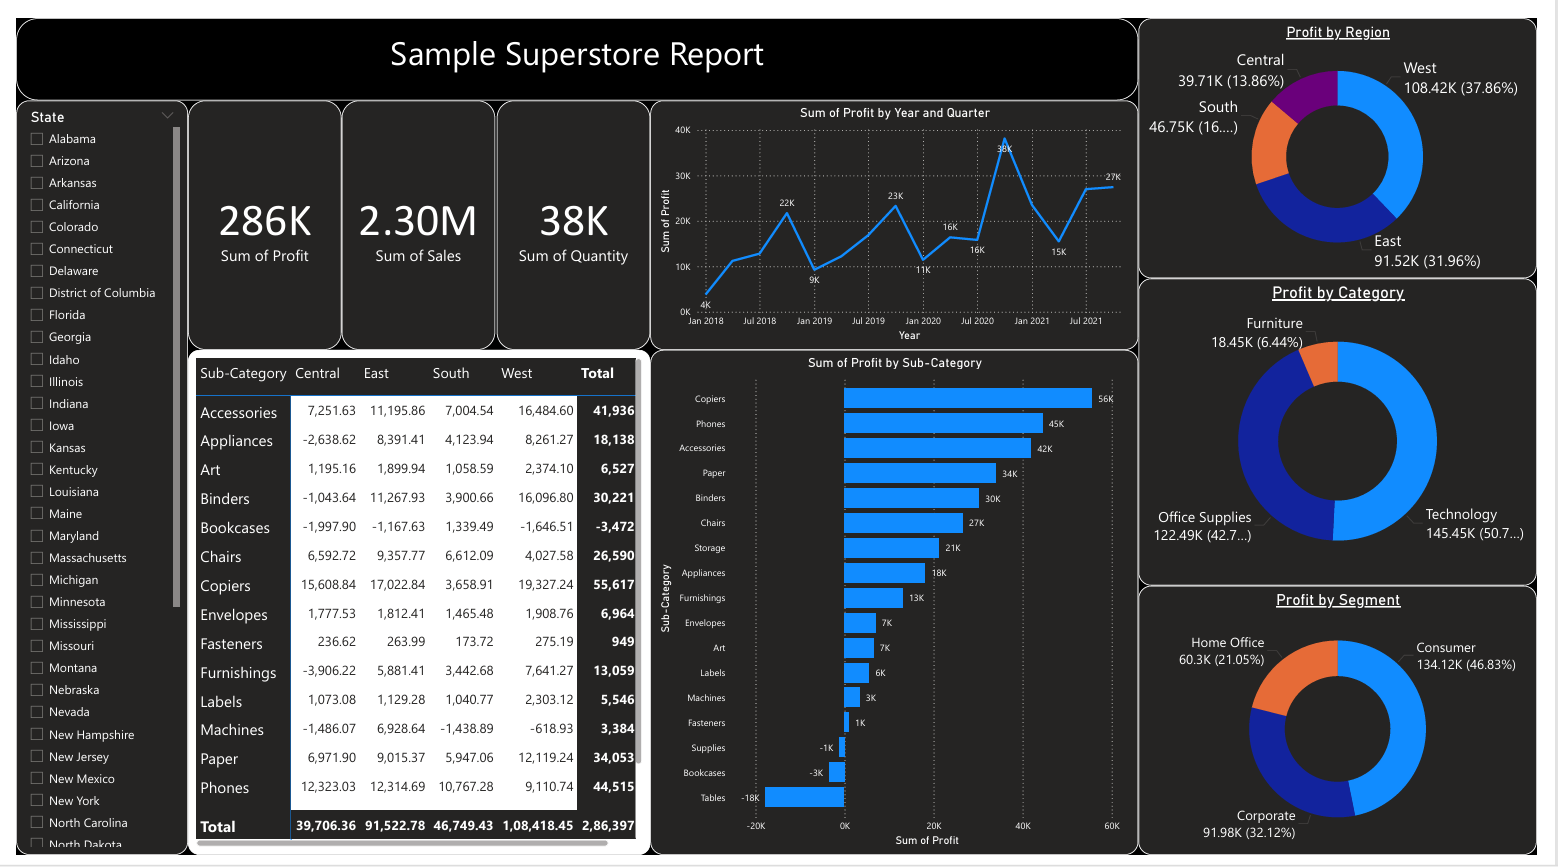 Sample Superstore Report
State
Alabama
Arizona
Arkansas
California
Colorado
Connecticut
Delaware
District of Columbia
Florida
Georgia
Idaho
Illinois
Indiana
Iowa
Kansas
Kentucky
Louisiana
Maine
Maryland
Massachusetts
Michigan
Minnesota
Mississippi
Missouri
Montana
Nebraska
Nevada
New Hampshire
New Jersey
New Mexico
New York
North Carolina
North Dakota
286K
Sum of Profit
2.30M
Sum of Sales
38K
Sum of Quantity
Sum of Profit by Year and Quarter
Sum of Profit
40K
30K
20K
10K
0K
4K
22K
9K
23K
11K
16K
16K
38K
15K
27K
Jan 2018 Jul 2018 Jan 2019 Jul 2019 Jan 2020 Jul 2020 Jan 2021 Jul 2021
Year
Sub-Category Central East South West Total
Accessories 7,251.63 11,195.86 7,004.54 16,484.60 41,936
Appliances -2,638.62 8,391.41 4,123.94 8,261.27 18,138
Art 1,195.16 1,899.94 1,058.59 2,374.10 6,527
Binders -1,043.64 11,267.93 3,900.66 16,096.80 30,221
Bookcases -1,997.90 -1,167.63 1,339.49 -1,646.51 -3,472
Chairs 6,592.72 9,357.77 6,612.09 4,027.58 26,590
Copiers 15,608.84 17,022.84 3,658.91 19,327.24 55,617
Envelopes 1,777.53 1,812.41 1,465.48 1,908.76 6,964
Fasteners 236.62 263.99 173.72 275.19 949
Furnishings -3,906.22 5,881.41 3,442.68 7,641.27 13,059
Labels 1,073.08 1,129.28 1,040.77 2,303.12 5,546
Machines -1,486.07 6,928.64 -1,438.89 -618.93 3,384
Paper 6,971.90 9,015.37 5,947.06 12,119.24 34,053
Phones 12,323.03 12,314.69 10,767.28 9,110.74 44,515
Total 39,706.36 91,522.78 46,749.43 1,08,418.45 2,86,397
Sum of Profit by Sub-Category
Sub-Category
Copiers 56K
Phones 45K
Accessories 42K
Paper 34K
Binders 30K
Chairs 27K
Storage 21K
Appliances 18K
Furnishings 13K
Envelopes 7K
Art 7K
Labels 6K
Machines 3K
Fasteners 1K
Supplies -1K
Bookcases -3K
Tables -18K
-20K 0K 20K 40K 60K
Sum of Profit
Profit by Region
Central
39.71K (13.86%)
West
108.42K (37.86%)
South
46.75K (16....)
East
91.52K (31.96%)
Profit by Category
Furniture
18.45K (6.44%)
Office Supplies
122.49K (42.7...)
Technology
145.45K (50.7...)
Profit by Segment
Home Office
60.3K (21.05%)
Consumer
134.12K (46.83%)
Corporate
91.98K (32.12%)